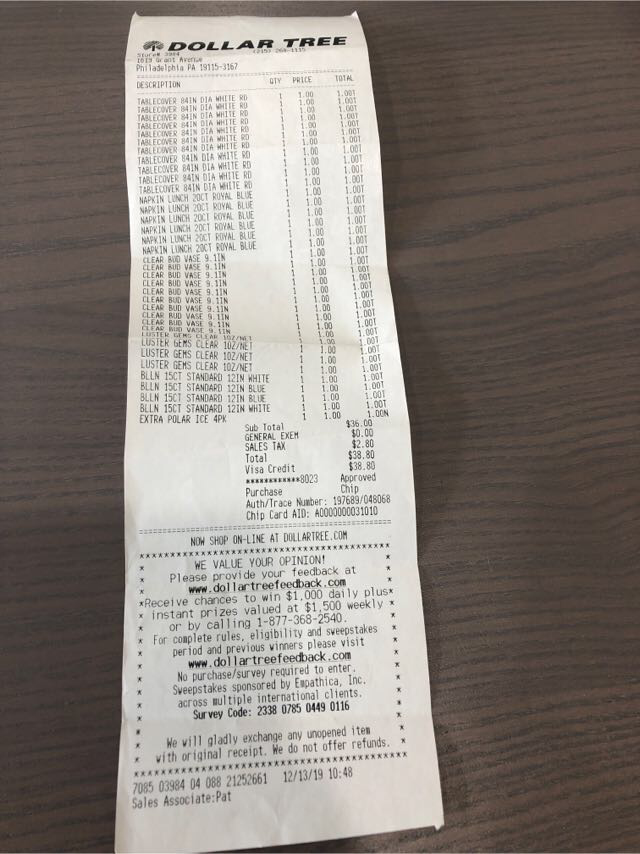 DOLLAR TREE
Store# 3984 (215) 268-1115
1619 Grant Avenue
Philadelphia PA 19115-3167
DESCRIPTION QTY PRICE TOTAL
TABLECOVER 84IN DIA WHITE RD 1 1.00 1.00T
TABLECOVER 84IN DIA WHITE RD 1 1.00 1.00T
TABLECOVER 84IN DIA WHITE RD 1 1.00 1.00T
TABLECOVER 84IN DIA WHITE RD 1 1.00 1.00T
TABLECOVER 84IN DIA WHITE RD 1 1.00 1.00T
TABLECOVER 84IN DIA WHITE RD 1 1.00 1.00T
TABLECOVER 84IN DIA WHITE RD 1 1.00 1.00T
TABLECOVER 84IN DIA WHITE RD 1 1.00 1.00T
TABLECOVER 84IN DIA WHITE RD 1 1.00 1.00T
TABLECOVER 84IN DIA WHITE RD 1 1.00 1.00T
TABLECOVER 84IN DIA WHITE RD 1 1.00 1.00T
TABLECOVER 84IN DIA WHITE RD 1 1.00 1.00T
NAPKIN LUNCH 20CT ROYAL BLUE 1 1.00 1.00T
NAPKIN LUNCH 20CT ROYAL BLUE 1 1.00 1.00T
NAPKIN LUNCH 20CT ROYAL BLUE 1 1.00 1.00T
NAPKIN LUNCH 20CT ROYAL BLUE 1 1.00 1.00T
NAPKIN LUNCH 20CT ROYAL BLUE 1 1.00 1.00T
NAPKIN LUNCH 20CT ROYAL BLUE 1 1.00 1.00T
CLEAR BUD VASE 9.1IN 1 1.00 1.00T
CLEAR BUD VASE 9.1IN 1 1.00 1.00T
CLEAR BUD VASE 9.1IN 1 1.00 1.00T
CLEAR BUD VASE 9.1IN 1 1.00 1.00T
CLEAR BUD VASE 9.1IN 1 1.00 1.00T
CLEAR BUD VASE 9.1IN 1 1.00 1.00T
CLEAR BUD VASE 9.1IN 1 1.00 1.00T
CLEAR BUD VASE 9.1IN 1 1.00 1.00T
CLEAR BUD VASE 9.1IN 1 1.00 1.00T
LUSTER GEMS CLEAR 10Z/NET 1 1.00 1.00T
LUSTER GEMS CLEAR 10Z/NET 1 1.00 1.00T
LUSTER GEMS CLEAR 10Z/NET 1 1.00 1.00T
LUSTER GEMS CLEAR 10Z/NET 1 1.00 1.00T
BLLN 15CT STANDARD 12IN WHITE 1 1.00 1.00T
BLLN 15CT STANDARD 12IN BLUE 1 1.00 1.00T
BLLN 15CT STANDARD 12IN BLUE 1 1.00 1.00T
BLLN 15CT STANDARD 12IN WHITE 1 1.00 1.00T
EXTRA POLAR ICE 4PK 1 1.00 1.00N
Sub Total $36.00
GENERAL EXEM $0.00
SALES TAX $2.80
Total $38.80
Visa Credit $38.80
************8023 Approved
Purchase Chip
Auth/Trace Number: 197689/048068
Chip Card AID: A0000000031010
NOW SHOP ON-LINE AT DOLLARTREE.COM
WE VALUE YOUR OPINION!
Please provide your feedback at
www.dollartreefeedback.com
*Receive chances to win $1,000 daily plus*
instant prizes valued at $1,500 weekly
or by calling 1-877-368-2540.
For complete rules, eligibility and sweepstakes
period and previous winners please visit
www.dollartreefeedback.com
No purchase/survey required to enter.
Sweepstakes sponsored by Empathica, Inc.
across multiple international clients.
Survey Code: 2338 0785 0449 0116
We will gladly exchange any unopened item
with original receipt. We do not offer refunds.
7085 03984 04 088 21252661 12/13/19 10:48
Sales Associate:Pat